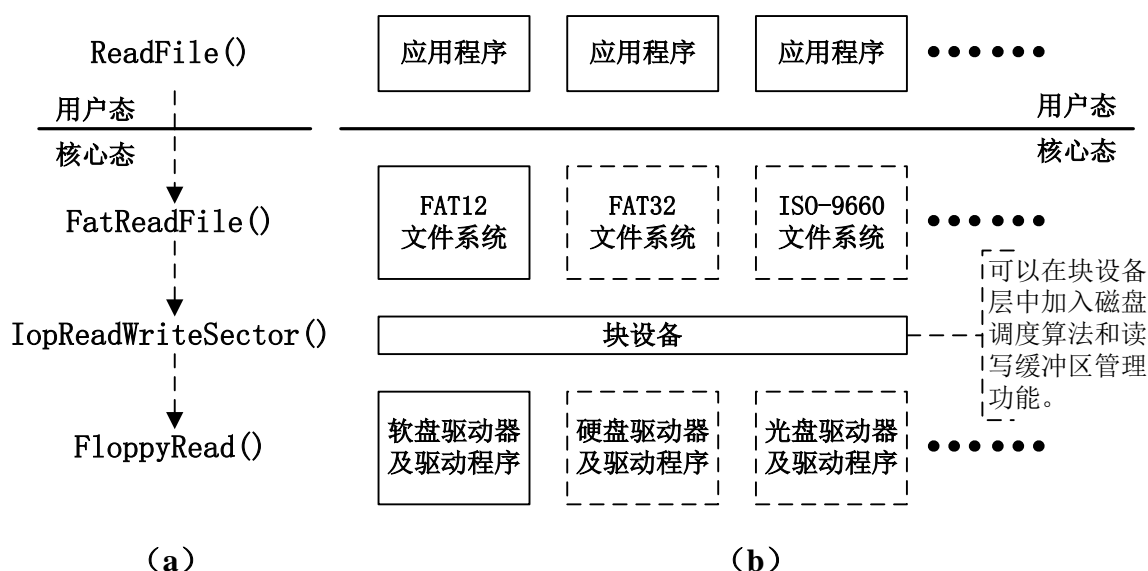 ReadFile()
用户态
核心态
FatReadFile()
IopReadWriteSector()
FloppyRead()
(a)
应用程序
应用程序
应用程序
用户态
核心态
FAT12
文件系统
FAT32
文件系统
ISO-9660
文件系统
块设备
可以在块设备
层中加入磁盘
调度算法和读
写缓冲区管理
功能。
软盘驱动器
及驱动程序
硬盘驱动器
及驱动程序
光盘驱动器
及驱动程序
(b)